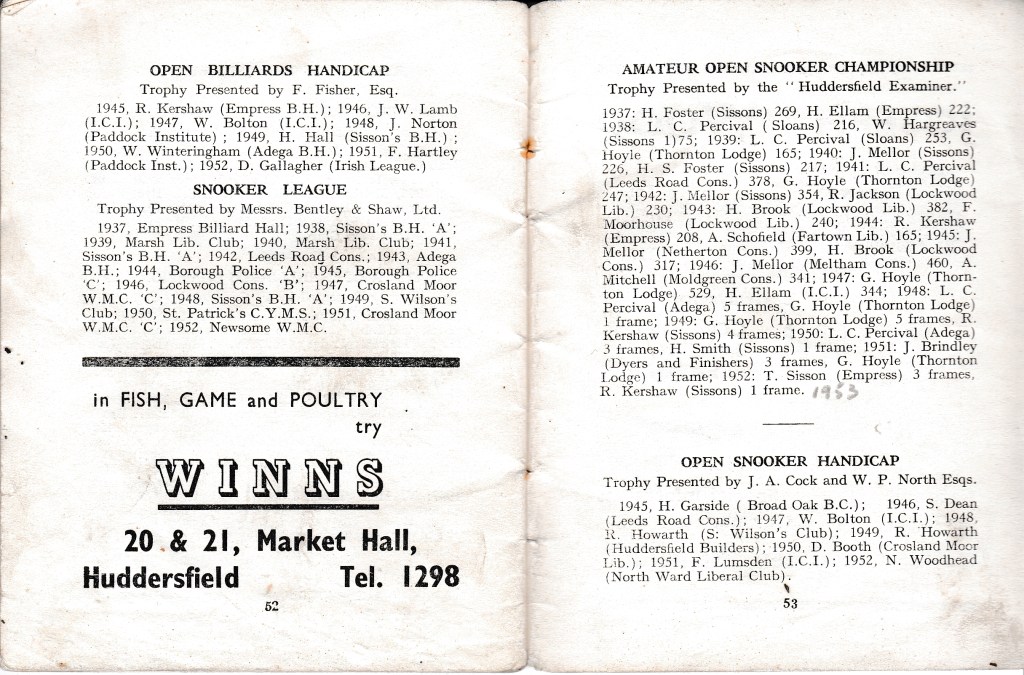 OPEN BILLIARDS HANDICAP
Trophy Presented by F. Fisher, Esq.
1945, R. Kershaw (Empress B.H.); 1946, J. W. Lamb
(I.C.I.); 1947, W. Bolton (I.C.I.); 1948, J. Norton
(Paddock Institute) ; 1949, H. Hall (Sisson's B.H.) ;
1950, W. Winteringham (Adega B.H.); 1951, F. Hartley
(Paddock Inst.); 1952, D. Gallagher (Irish League.)
SNOOKER LEAGUE
Trophy Presented by Messrs. Bentley & Shaw, Ltd.
1937, Empress Billiard Hall; 1938, Sisson's B.H. 'A';
1939, Marsh Lib. Club; 1940, Marsh Lib. Club; 1941,
Sisson's B.H. 'A'; 1942, Leeds Road Cons.; 1943, Adega
B.H.; 1944, Borough Police 'A'; 1945, Borough Police
'C'; 1946, Lockwood Cons. 'B'; 1947, Crosland Moor
W.M.C. 'C'; 1948, Sisson's B.H. 'A'; 1949, S. Wilson's
Club; 1950, St. Patrick's C.Y.M.S.; 1951, Crosland Moor
W.M.C. 'C'; 1952, Newsome W.M.C.
in FISH, GAME and POULTRY
try
WINNS
20 & 21, Market Hall,
Huddersfield Tel. 1298
52
AMATEUR OPEN SNOOKER CHAMPIONSHIP
Trophy Presented by the "Huddersfield Examiner."
1937: H. Foster (Sissons) 269, H. Ellam (Empress) 222;
1938: L. C. Percival ( Sloans) 216, W. Hargreaves
(Sissons 1)75; 1939: L. C. Percival (Sloans) 253, G.
Hoyle (Thornton Lodge) 165; 1940: J. Mellor (Sissons)
226, H. S. Foster (Sissons) 217; 1941: L. C. Percival
(Leeds Road Cons.) 378, G. Hoyle (Thornton Lodge)
247; 1942: J. Mellor (Sissons) 354, R. Jackson (Lockwood
Lib.) 230; 1943: H. Brook (Lockwood Lib.) 382, F.
Moorhouse (Lockwood Lib.) 240; 1944: R. Kershaw
(Empress) 208, A. Schofield (Fartown Lib.) 165; 1945: J.
Mellor (Netherton Cons.) 399, H. Brook (Lockwood
Cons.) 317; 1946: J. Mellor (Meltham Cons.) 460, A.
Mitchell (Moldgreen Cons.) 341; 1947: G. Hoyle (Thorn-
ton Lodge) 529, H. Ellam (I.C.I.) 344; 1948: L. C.
Percival (Adega) 5 frames, G. Hoyle (Thornton Lodge)
1 frame; 1949: G. Hoyle (Thornton Lodge) 5 frames, R.
Kershaw (Sissons) 4 frames; 1950: L. C. Percival (Adega)
3 frames, H. Smith (Sissons) 1 frame; 1951: J. Brindley
(Dyers and Finishers) 3 frames, G. Hoyle (Thornton
Lodge) 1 frame; 1952: T. Sisson (Empress) 3 frames,
R. Kershaw (Sissons) 1 frame. 1953
OPEN SNOOKER HANDICAP
Trophy Presented by J. A. Cock and W. P. North Esqs.
1945, H. Garside ( Broad Oak B.C.); 1946, S. Dean
(Leeds Road Cons.); 1947, W. Bolton (I.C.I.); 1948,
R. Howarth (S: Wilson's Club); 1949, R. Howarth
(Huddersfield Builders); 1950, D. Booth (Crosland Moor
Lib.); 1951, F. Lumsden (I.C.I.); 1952, N. Woodhead
(North Ward Liberal Club).
53